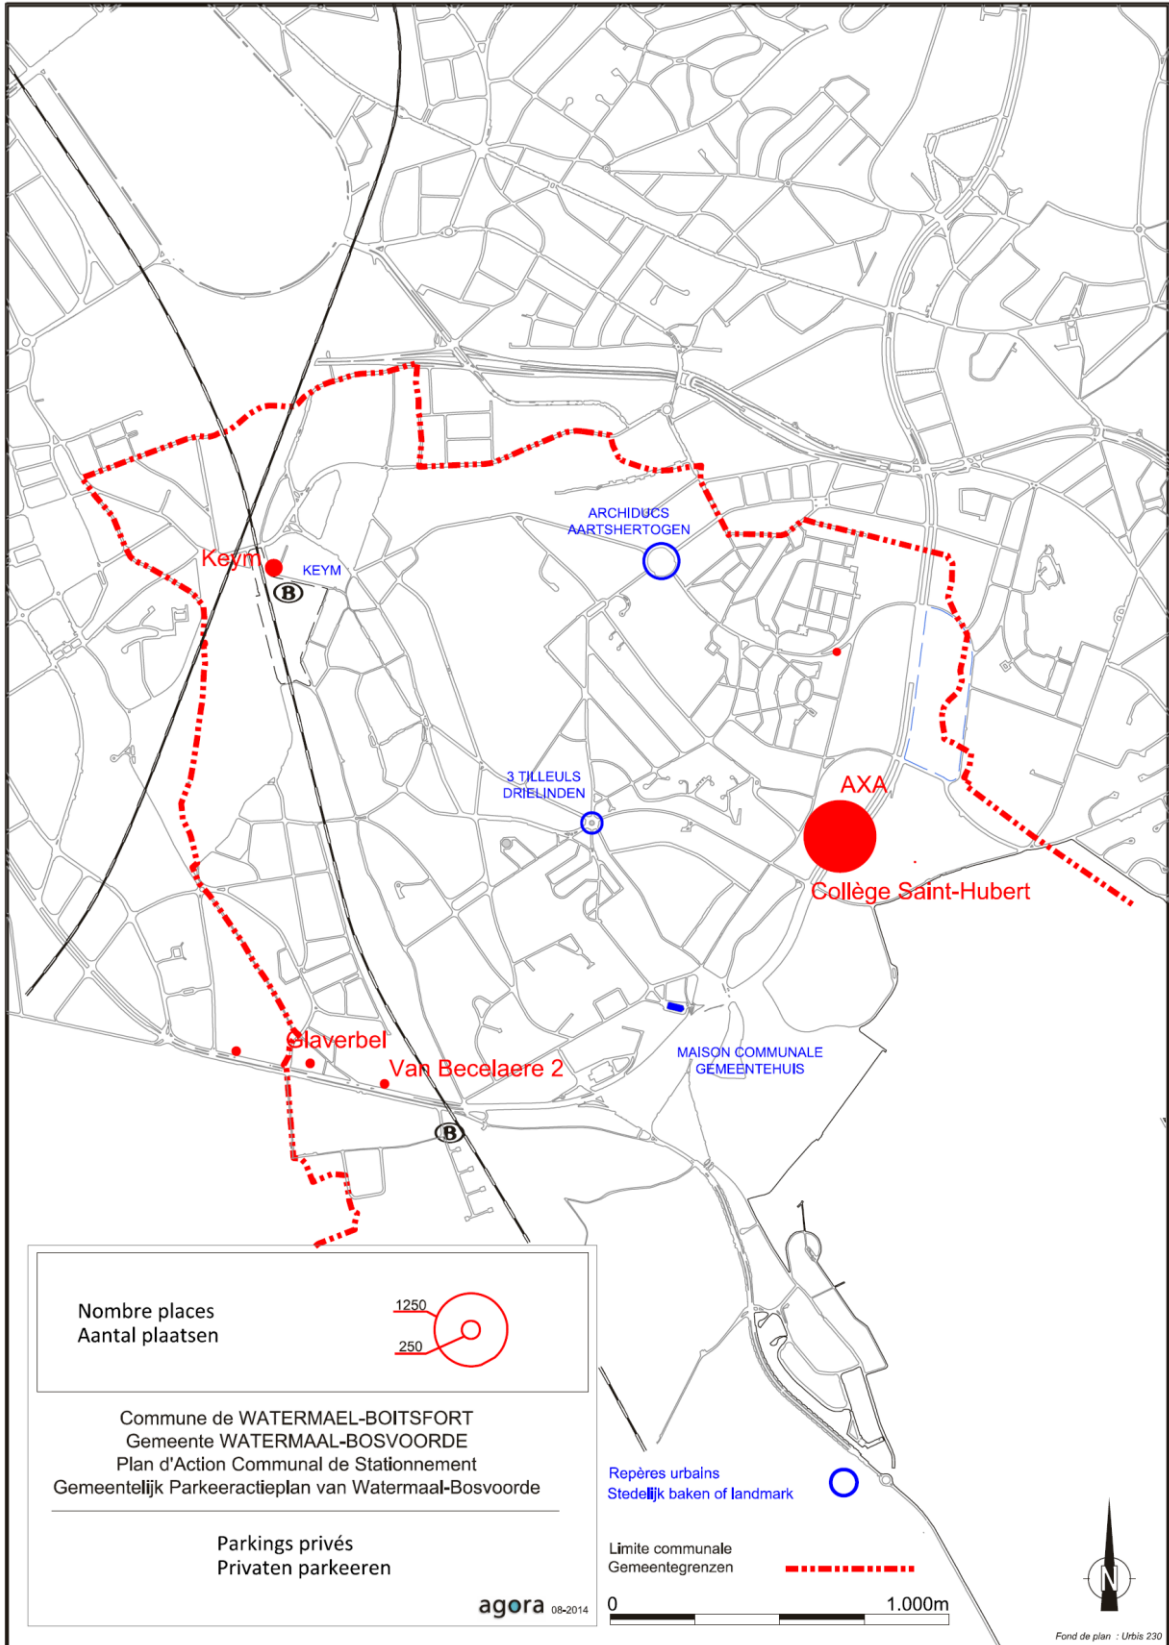 ARCHIDUCS
AARTSHERTOGEN
Keym
KEYM
B
3 TILLEULS
DRIELINDEN
AXA
Collège Saint-Hubert
MAISON COMMUNALE
GEMEENTEHUIS
Glaverbel
Van Becelaere 2
B
Nombre places
Aantal plaatsen
1250
250
Commune de WATERMAEL-BOITSFORT
Gemeente WATERMAAL-BOSVOORDE
Plan d'Action Communal de Stationnement
Gemeentelijk Parkeeractieplan van Watermaal-Bosvoorde
Parkings privés
Privaten parkeeren
agora 08-2014
Repères urbains
Stedelijk baken of landmark
Limite communale
Gemeentegrenzen
0 1.000m
N
Fond de plan : Urbis 230